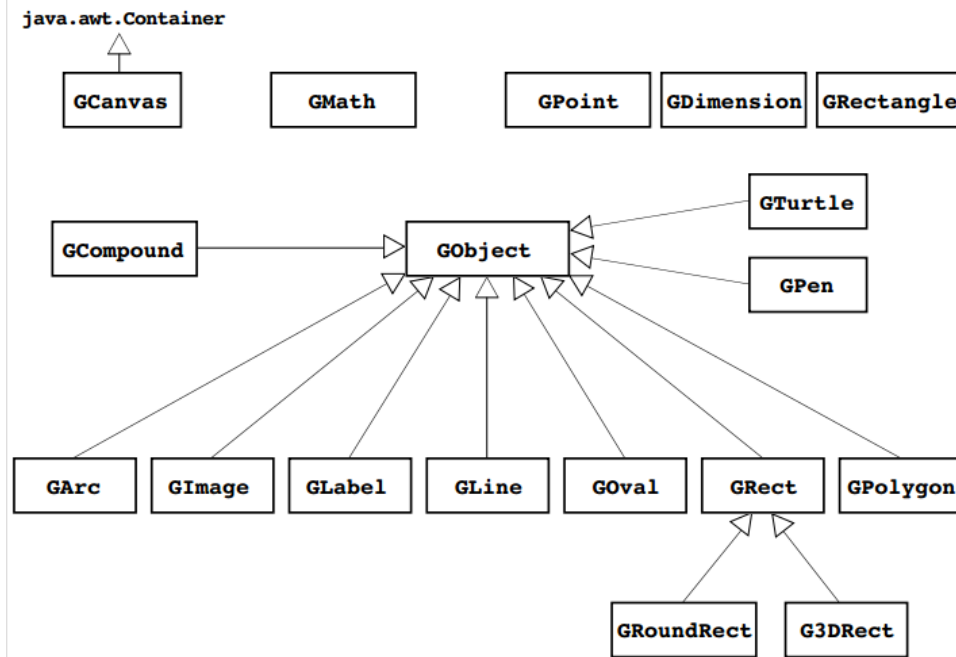 java.awt.Container
GCanvas
GMath
GPoint
GDimension
GRectangle
GTurtle
GCompound
GObject
GPen
GArc
GImage
GLabel
GLine
GOval
GRect
GPolygon
GRoundRect
G3DRect